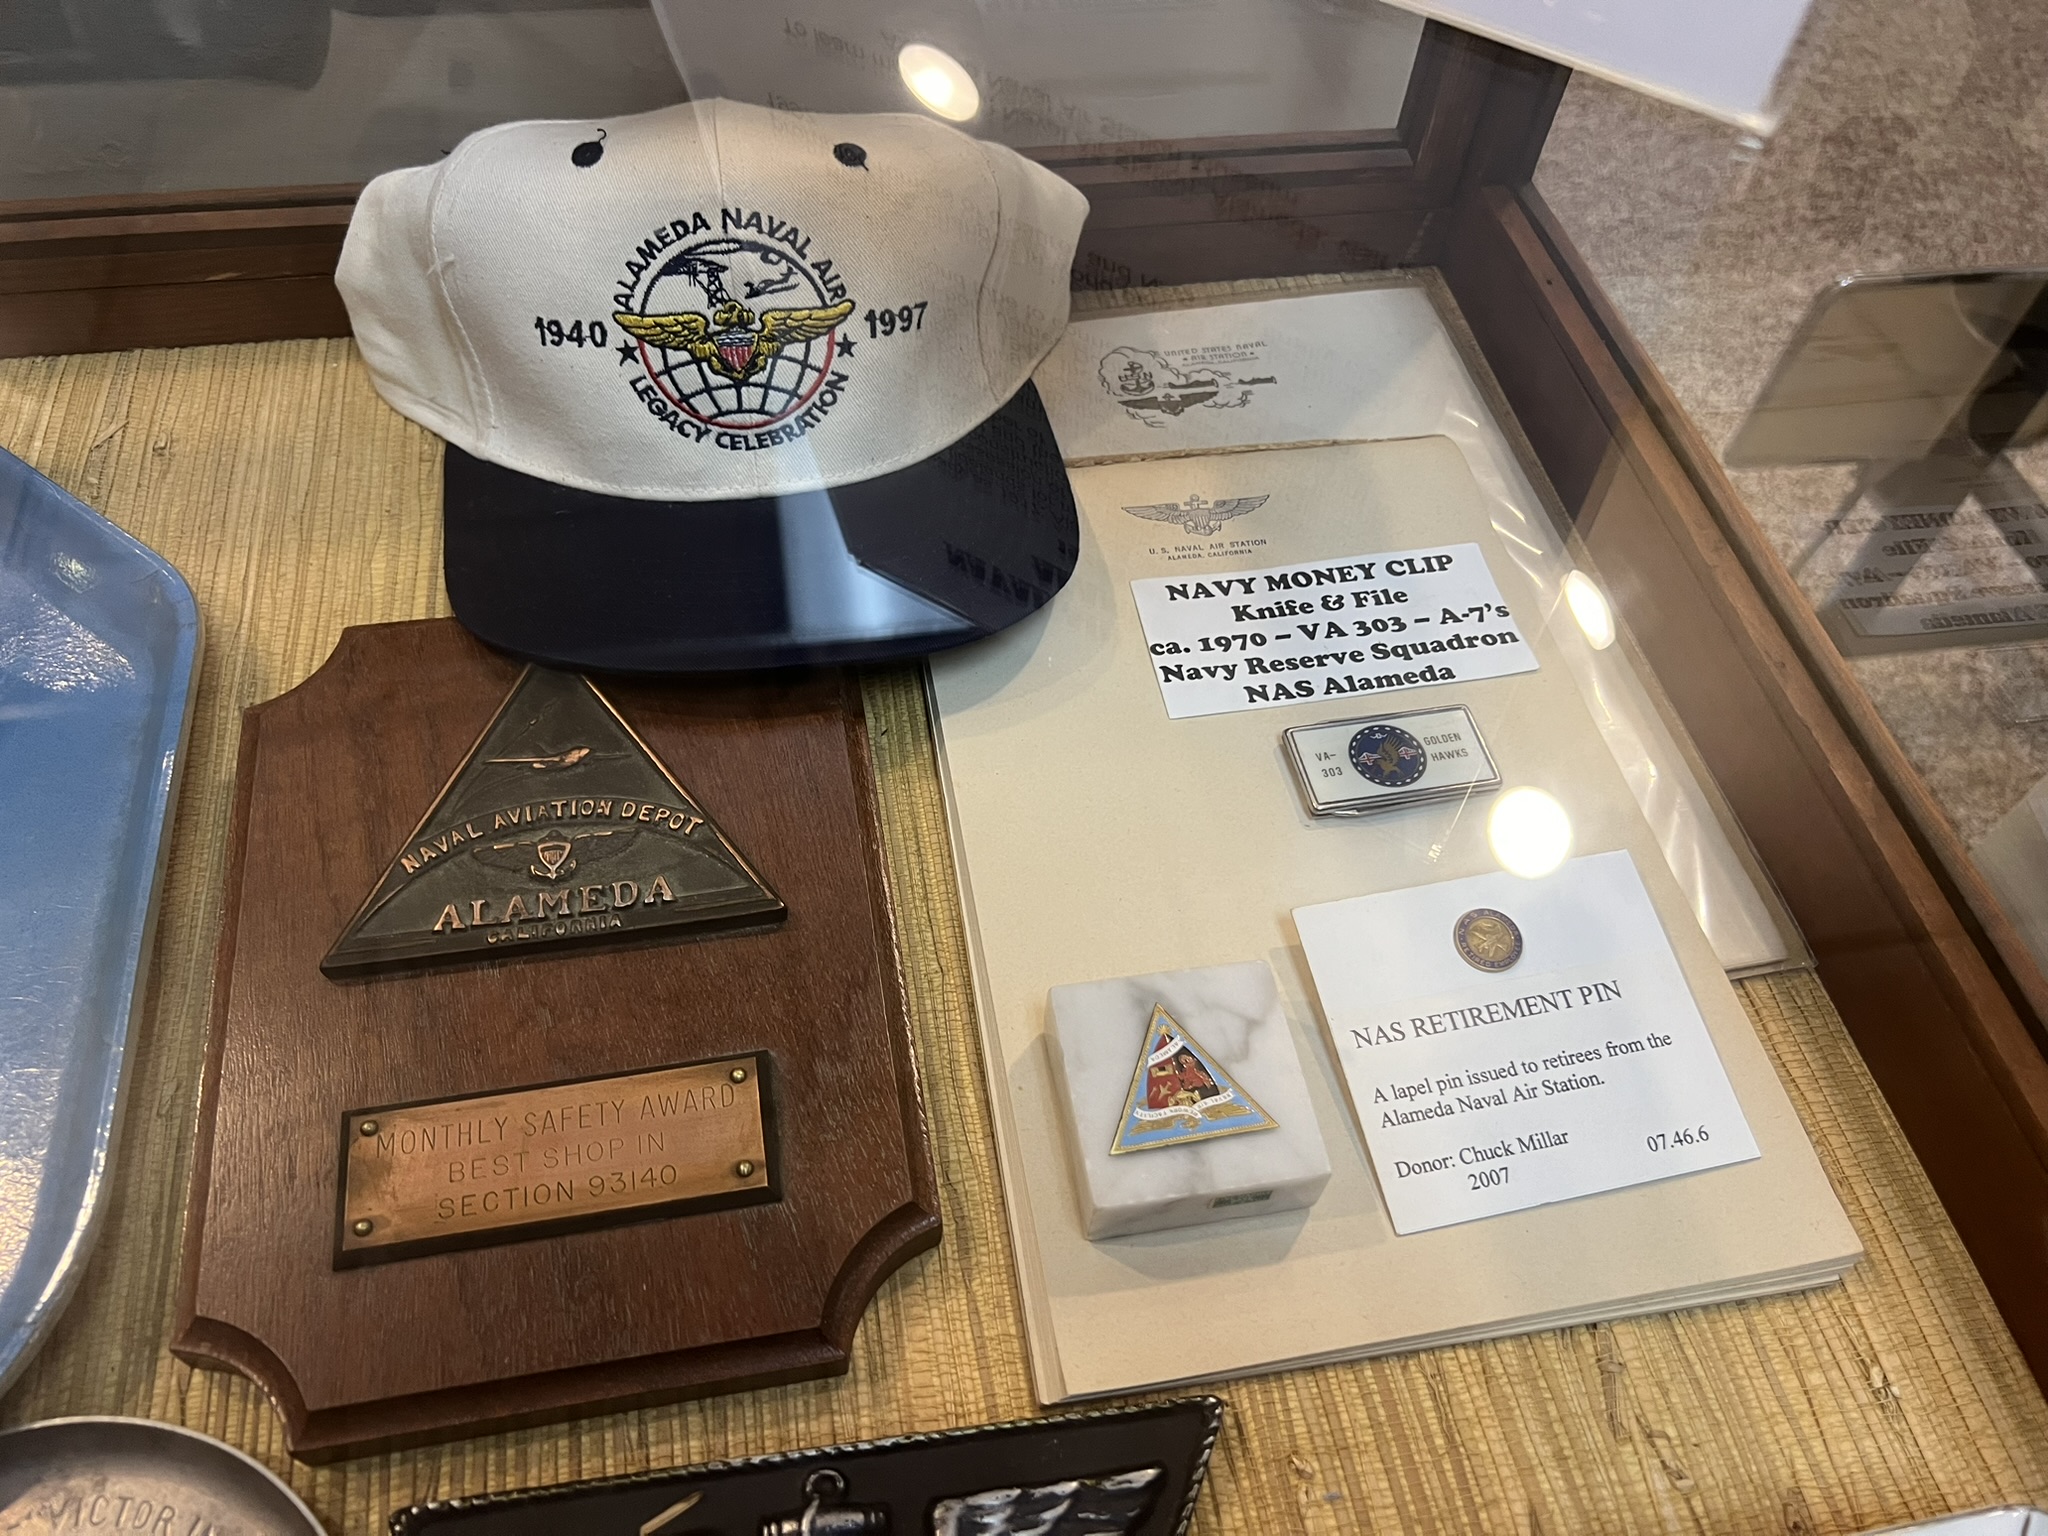 ALAMEDA NAVAL AIR
1940
1997
LEGACY CELEBRATION
UNITED STATES NAVAL
AIR STATION
U. S. NAVAL AIR STATION
ALAMEDA, CALIFORNIA
NAVY MONEY CLIP
Knife & File
ca. 1970 – VA 303 – A-7's
Navy Reserve Squadron
NAS Alameda
VA-
303
GOLDEN
HAWKS
NAVAL AVIATION DEPOT
ALAMEDA
CALIFORNIA
MONTHLY SAFETY AWARD
BEST SHOP IN
SECTION 93140
ALAMEDA
NAS RETIREMENT PIN
A lapel pin issued to retirees from the
Alameda Naval Air Station.
Donor: Chuck Millar
07.46.6
2007
VICTOR